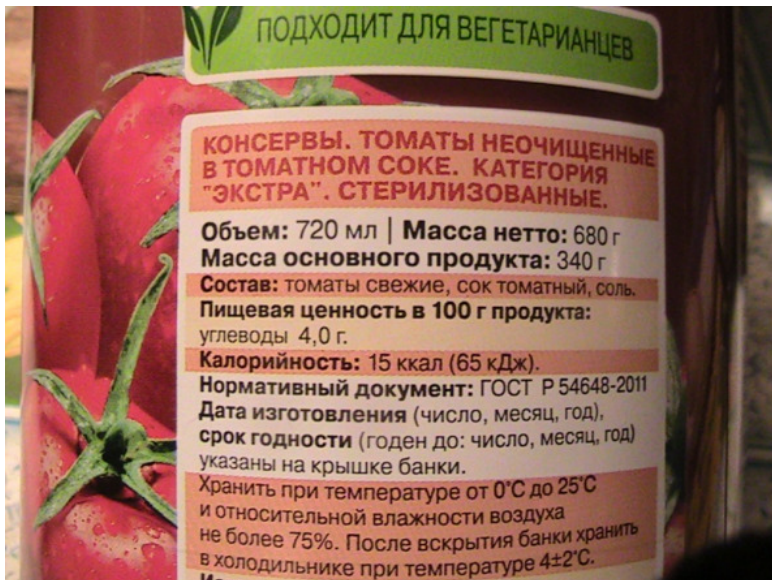 ПОДХОДИТ ДЛЯ ВЕГЕТАРИАНЦЕВ
КОНСЕРВЫ. ТОМАТЫ НЕОЧИЩЕННЫЕ
В ТОМАТНОМ СОКЕ. КАТЕГОРИЯ
"ЭКСТРА". СТЕРИЛИЗОВАННЫЕ.
Объем: 720 мл | Масса нетто: 680 г
Масса основного продукта: 340 г
Состав: томаты свежие, сок томатный, соль.
Пищевая ценность в 100 г продукта:
углеводы 4,0 г.
Калорийность: 15 ккал (65 кДж).
Нормативный документ: ГОСТ Р 54648-2011
Дата изготовления (число, месяц, год),
срок годности (годен до: число, месяц, год)
указаны на крышке банки.
Хранить при температуре от 0°С до 25°С
и относительной влажности воздуха
не более 75%. После вскрытия банки хранить
в холодильнике при температуре 4±2°С.